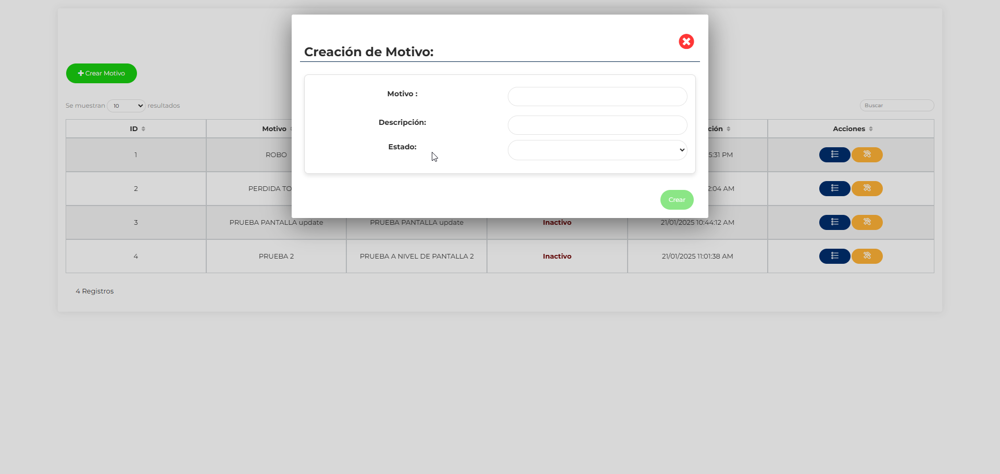 Creación de Motivo:
Crear Motivo
Motivo :
Descripción:
Estado:
Crear
Se muestran 10 resultados
Buscar
ID Motivo ción Acciones
1 ROBO 5:31 PM
2 PERDIDA TO 2:04 AM
3 PRUEBA PANTALLA update PRUEBA PANTALLA update Inactivo 21/01/2025 10:44:12 AM
4 PRUEBA 2 PRUEBA A NIVEL DE PANTALLA 2 Inactivo 21/01/2025 11:01:38 AM
4 Registros